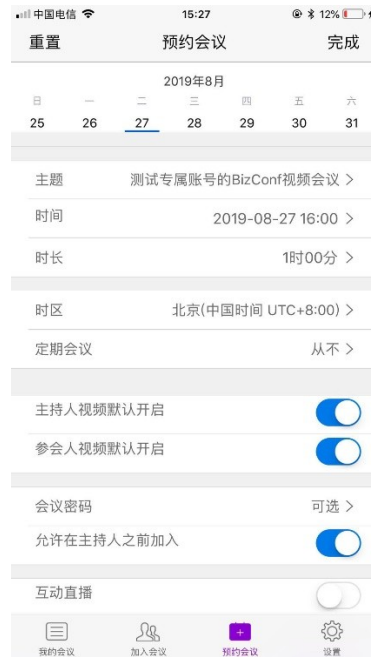 中国电信 15:27 12%
重置 预约会议 完成
2019年8月
日 一 二 三 四 五 六
25 26 27 28 29 30 31
主题 测试专属账号的BizConf视频会议 >
时间 2019-08-27 16:00 >
时长 1时00分 >
时区 北京(中国时间 UTC+8:00) >
定期会议 从不 >
主持人视频默认开启
参会人视频默认开启
会议密码 可选 >
允许在主持人之前加入
互动直播
我的会议 加入会议 预约会议 设置